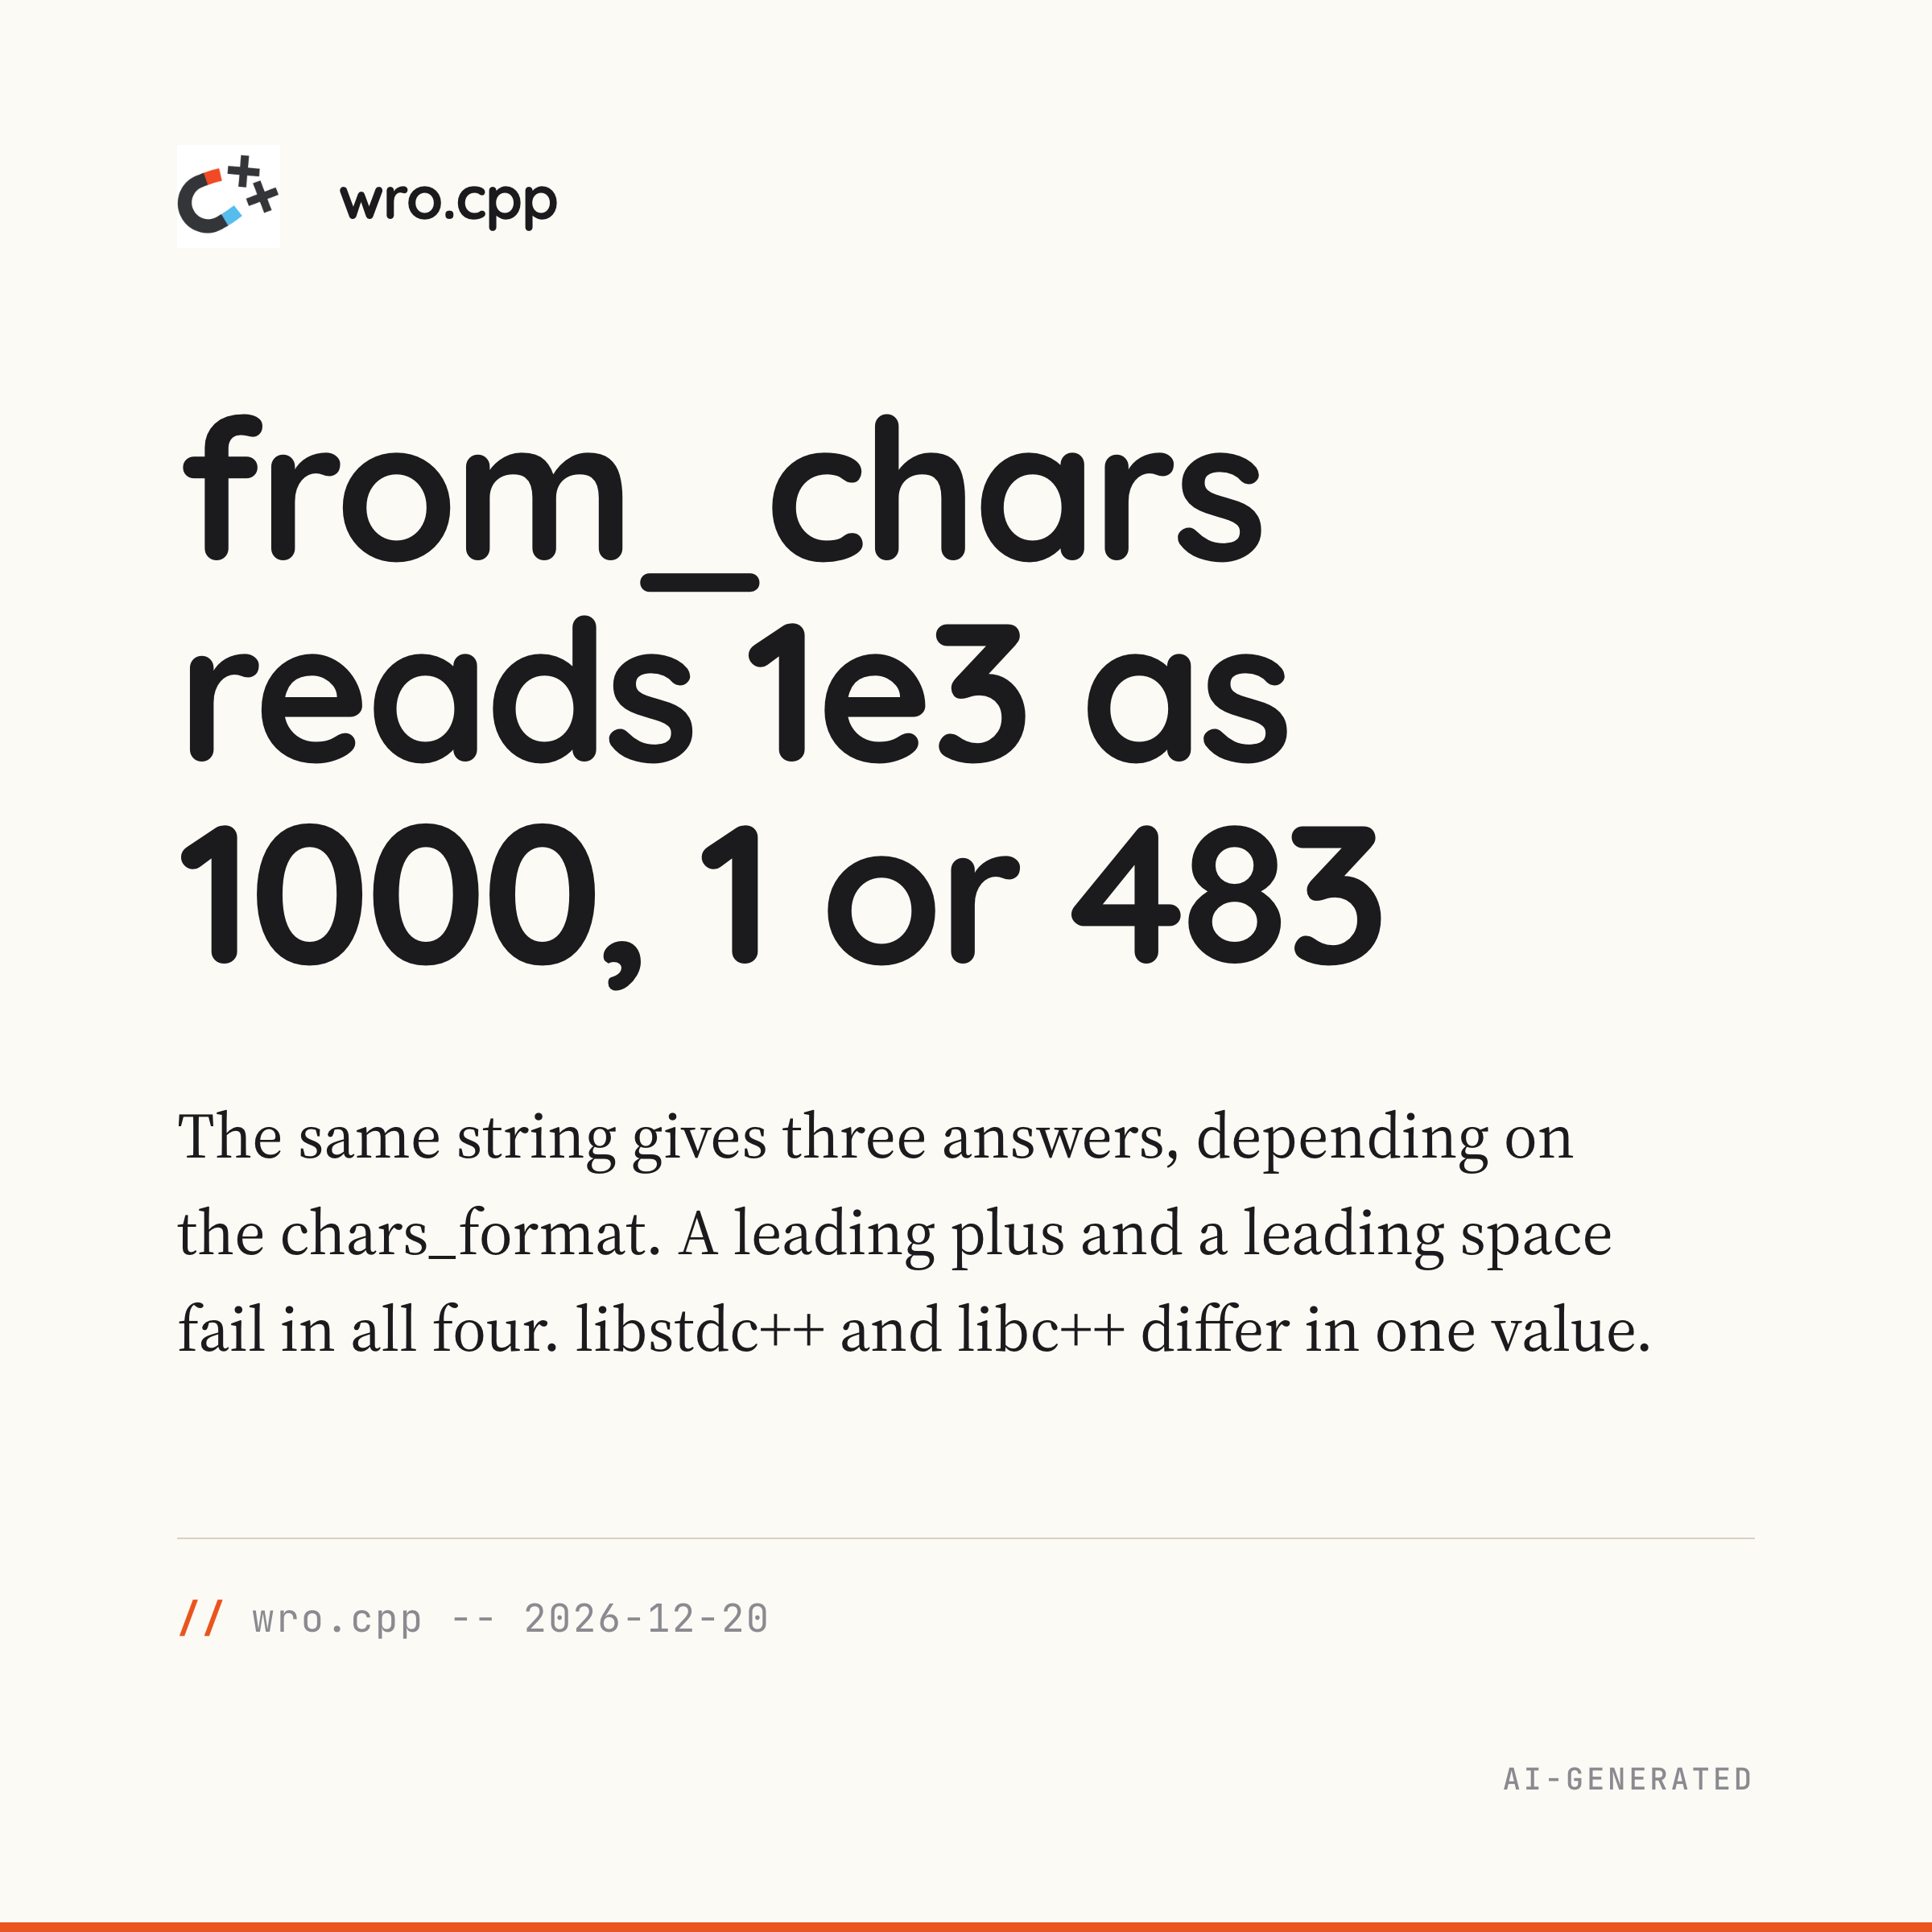 wro.cpp
from_chars
reads 1e3 as
1000, 1 or 483
The same string gives three answers, depending on
the chars_format. A leading plus and a leading space
fail in all four. libstdc++ and libc++ differ in one value.
// wro.cpp -- 2026-12-20
AI-GENERATED